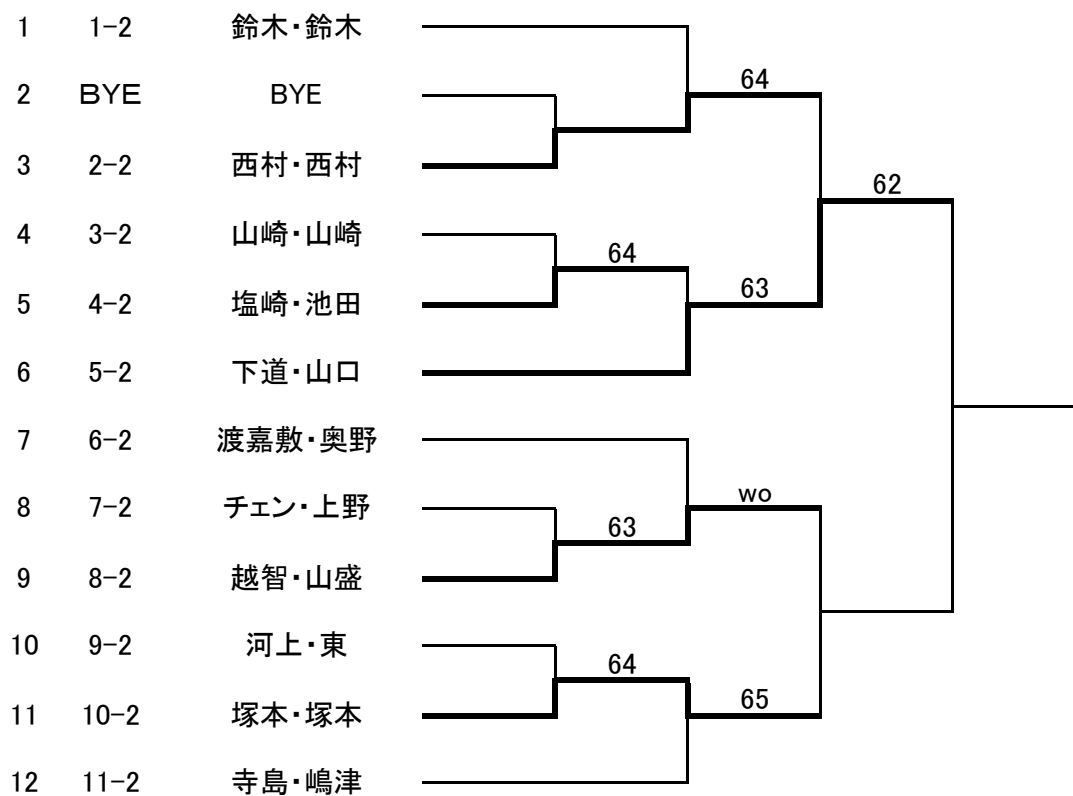 1 1-2 鈴木・鈴木
64
2 BYE BYE
3 2-2 西村・西村
62
4 3-2 山崎・山崎
64
5 4-2 塩崎・池田
63
6 5-2 下道・山口
7 6-2 渡嘉敷・奥野
wo
8 7-2 チェン・上野
63
9 8-2 越智・山盛
10 9-2 河上・東
64
11 10-2 塚本・塚本
65
12 11-2 寺島・嶋津